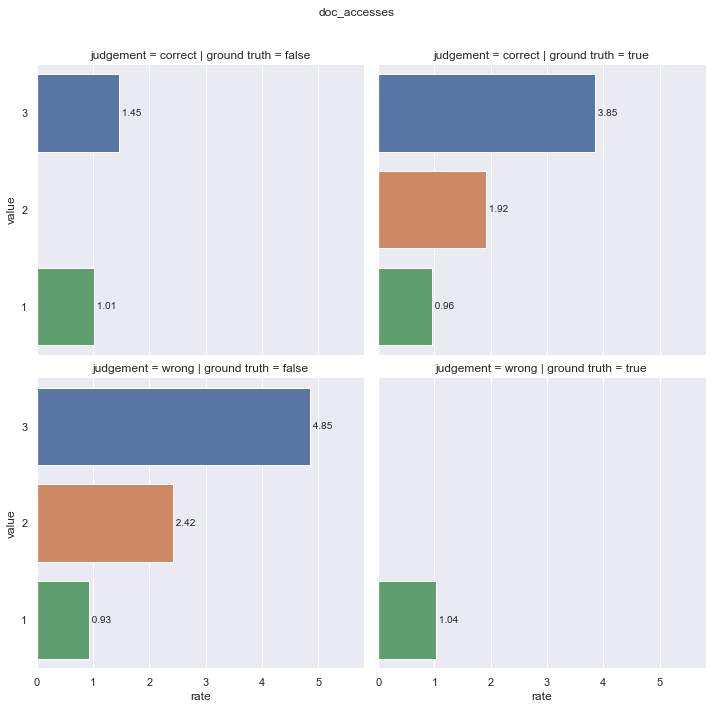 doc_accesses
judgement = correct | ground truth = false
judgement = correct | ground truth = true
3
1.45
3.85
value
2
1.92
1
1.01
0.96
judgement = wrong | ground truth = false
judgement = wrong | ground truth = true
3
4.85
value
2
2.42
1
0.93
1.04
0 1 2 3 4 5
0 1 2 3 4 5
rate
rate